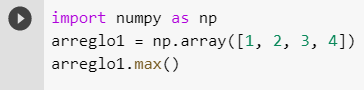 import numpy as np
arreglo1 = np.array([1, 2, 3, 4])
arreglo1.max()